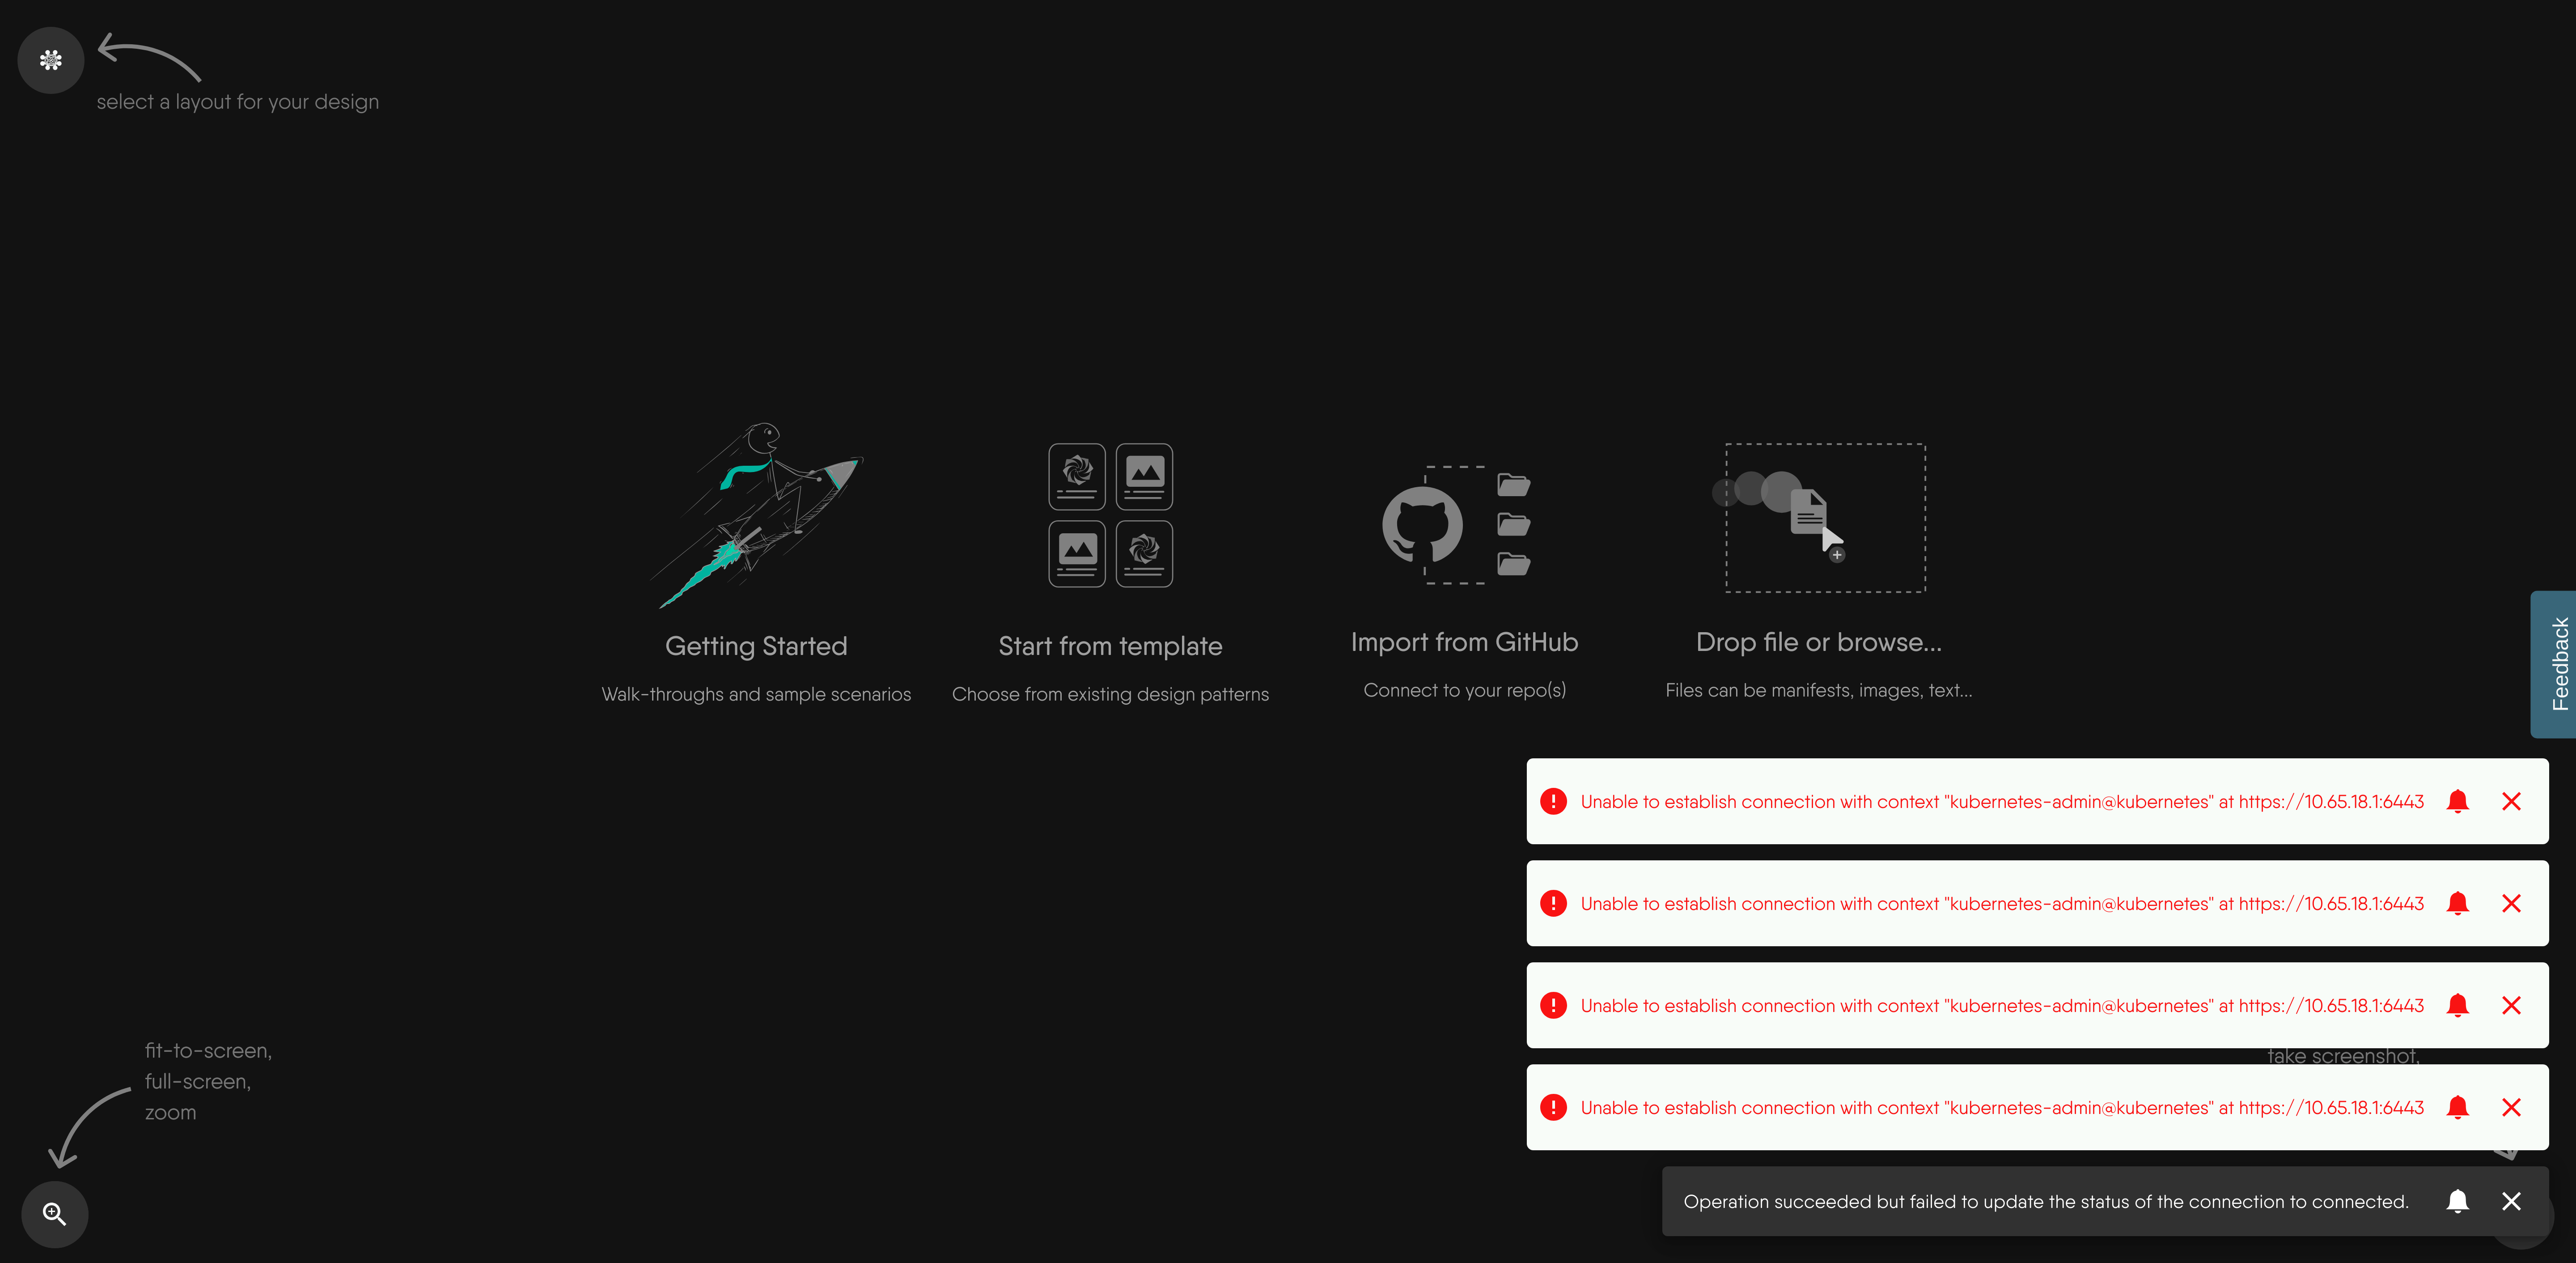 select a layout for your design
Getting Started
Walk-throughs and sample scenarios
Start from template
Choose from existing design patterns
Import from GitHub
Connect to your repo(s)
Drop file or browse...
Files can be manifests, images, text...
Feedback
Unable to establish connection with context "kubernetes-admin@kubernetes" at https://10.65.18.1:6443
Unable to establish connection with context "kubernetes-admin@kubernetes" at https://10.65.18.1:6443
Unable to establish connection with context "kubernetes-admin@kubernetes" at https://10.65.18.1:6443
take screenshot,
Unable to establish connection with context "kubernetes-admin@kubernetes" at https://10.65.18.1:6443
fit-to-screen,
full-screen,
zoom
Operation succeeded but failed to update the status of the connection to connected.